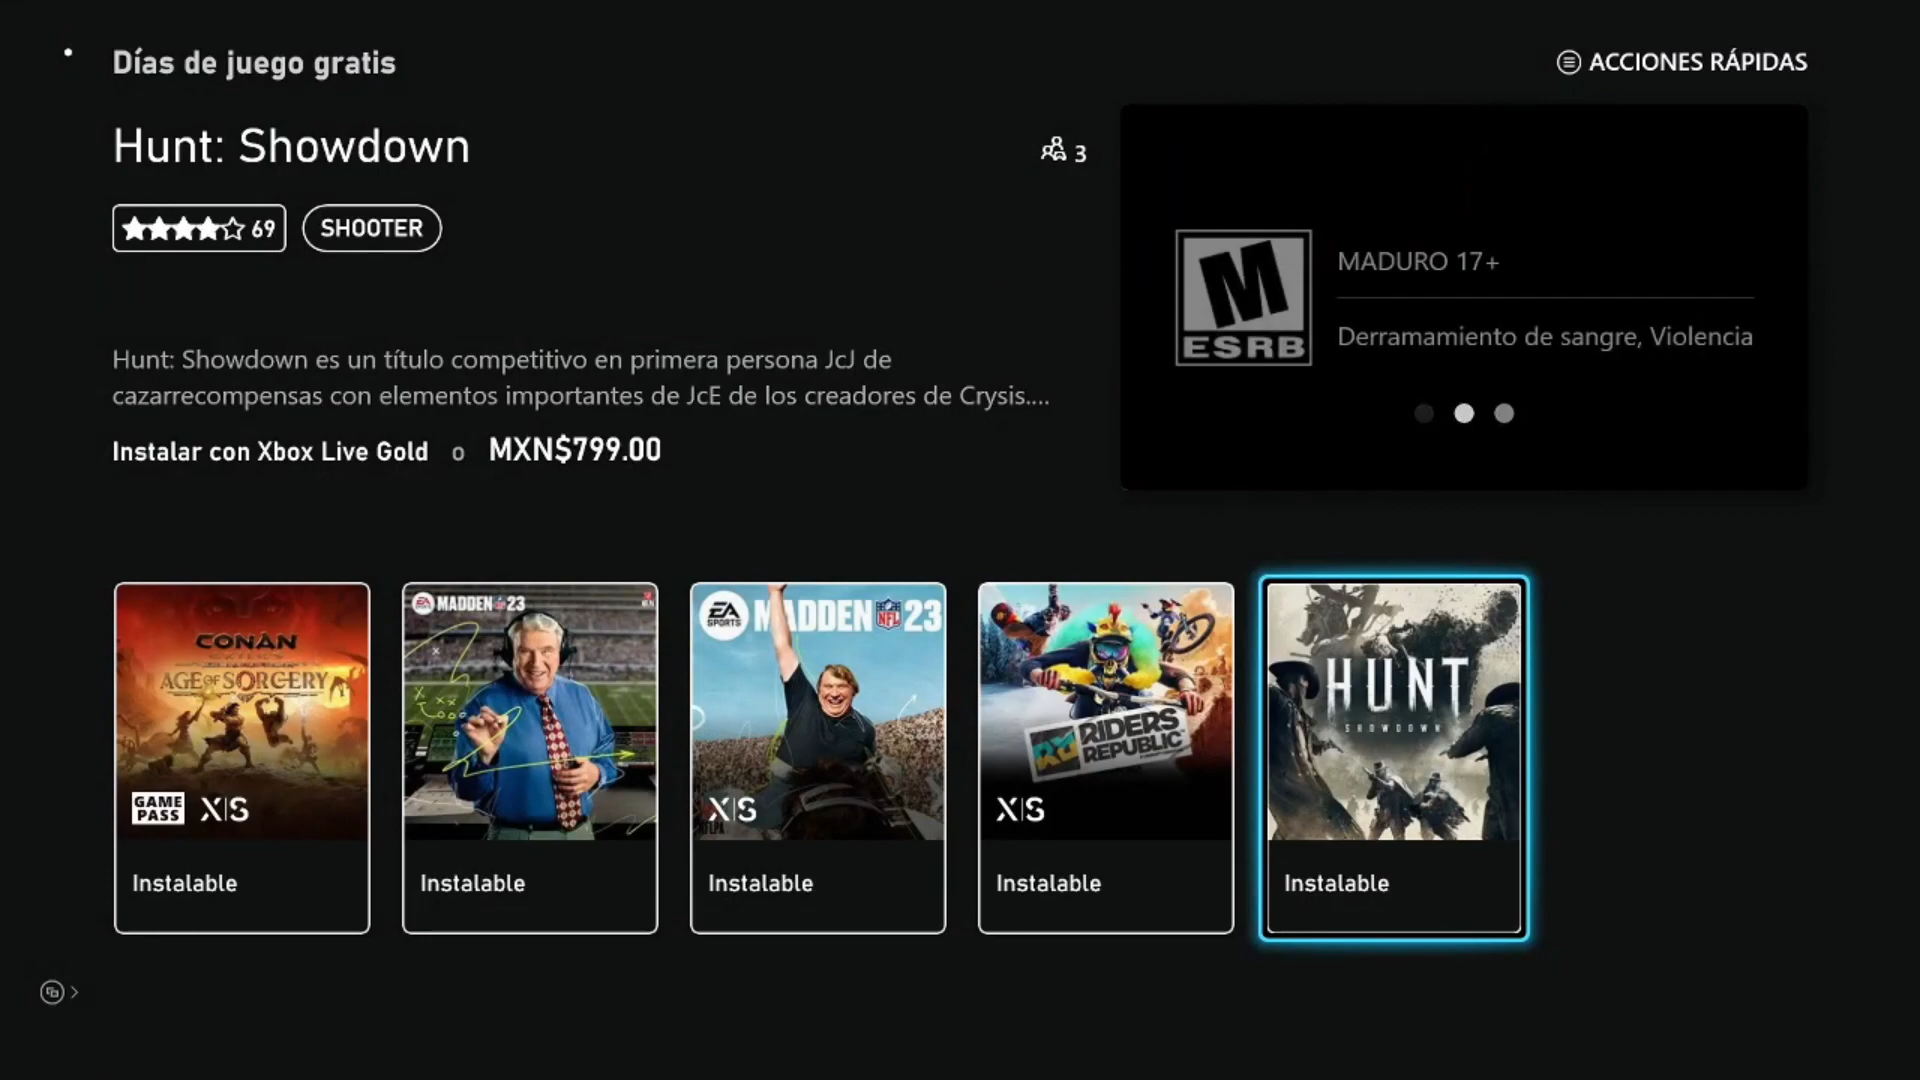 Días de juego gratis
ACCIONES RÁPIDAS
Hunt: Showdown
3
69
SHOOTER
M
ESRB
MADURO 17+
Derramamiento de sangre, Violencia
Hunt: Showdown es un título competitivo en primera persona JcJ de
cazarrecompensas con elementos importantes de JcE de los creadores de Crysis....
Instalar con Xbox Live Gold o MXN$799.00
CONAN
EXILES
AGE OF SORCERY
GAME
PASS
X|S
Instalable
EA
MADDEN NFL 23
Instalable
EA
SPORTS
MADDEN NFL 23
X|S
Instalable
RIDERS
REPUBLIC
X|S
Instalable
HUNT
SHOWDOWN
Instalable